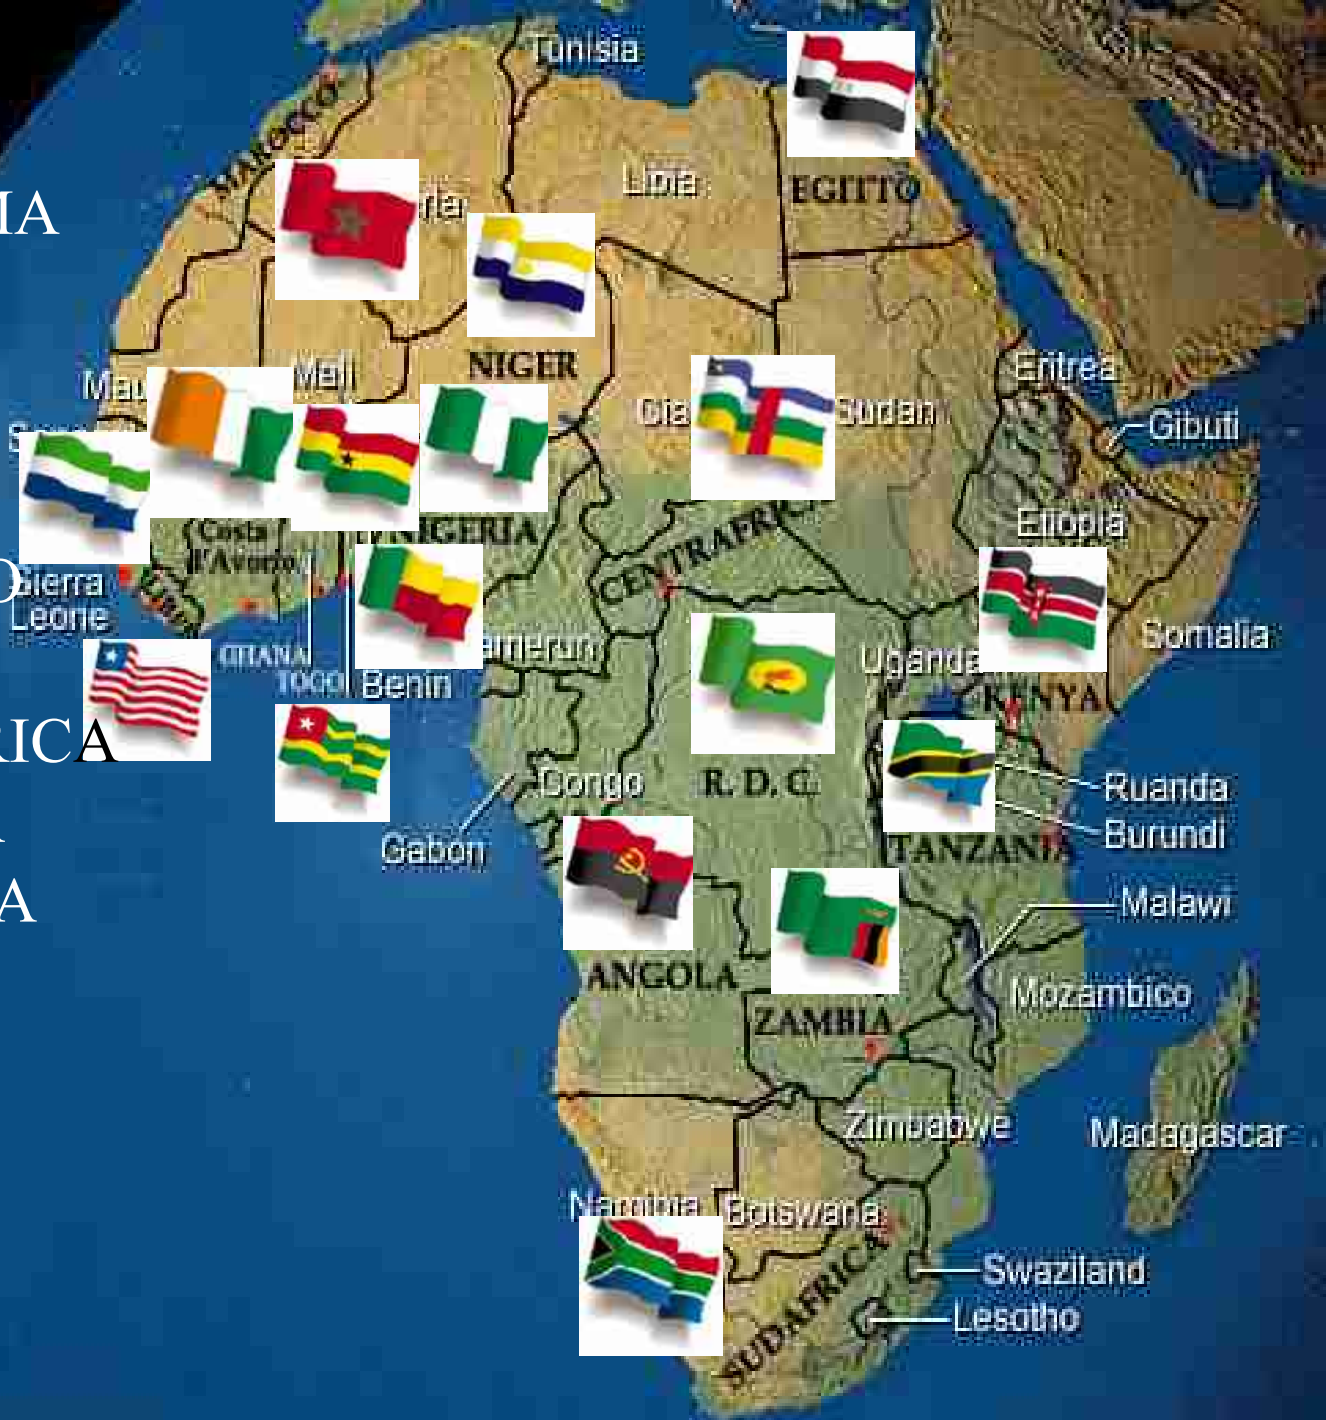 Tunisia
MAROCCO
Libia
EGITTO
IA
NIGER
Mali
Eritrea
Sudan
Gibuti
NIGERIA
Costa
d'Avorio
CENTRAFRICA
Etiopia
Sierra
Leone
O
Somalia
GHANA
Uganda
TOGO
Benin
KENYA
RICA
Congo
R. D. C.
Ruanda
Gabon
Burundi
TANZANIA
A
Malawi
ANGOLA
Mozambico
ZAMBIA
Zimbabwe
Madagascar
Namibia
Botswana
SUDAFRICA
Swaziland
Lesotho